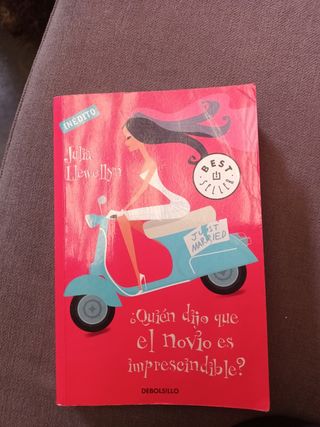 INÉDITO
Julia
Llewellyn
BEST
SELLER
JUST
MARRIED
¿Quién dijo que
el novio es
imprescindible?
DEBOLSILLO